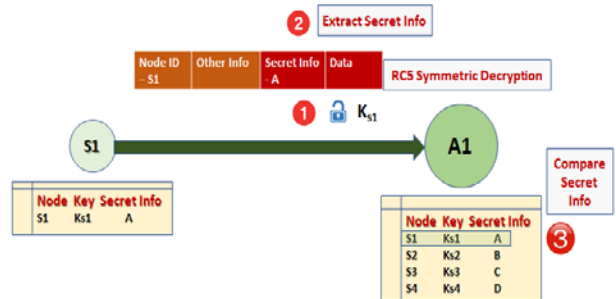 2 Extract Secret Info
Node ID – S1 Other Info Secret Info - A Data
RC5 Symmetric Decryption
1 Ks1
S1
A1
Node Key Secret Info
S1 Ks1 A
Compare
Secret
Info
3
Node Key Secret Info
S1 Ks1 A
S2 Ks2 B
S3 Ks3 C
S4 Ks4 D